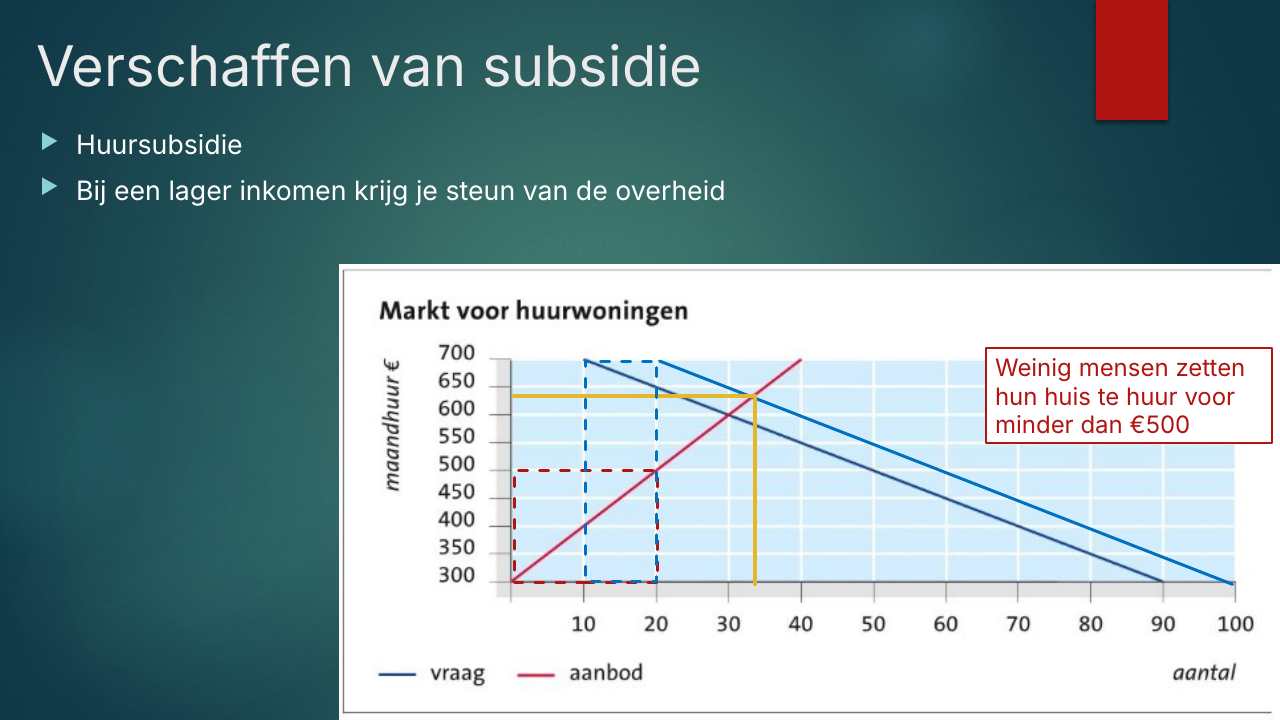 Verschaffen van subsidie
Huursubsidie
Bij een lager inkomen krijg je steun van de overheid
Markt voor huurwoningen
maandhuur €
700
650
600
550
500
450
400
350
300
Weinig mensen zetten
hun huis te huur voor
minder dan €500
10 20 30 40 50 60 70 80 90 100
vraag aanbod aantal